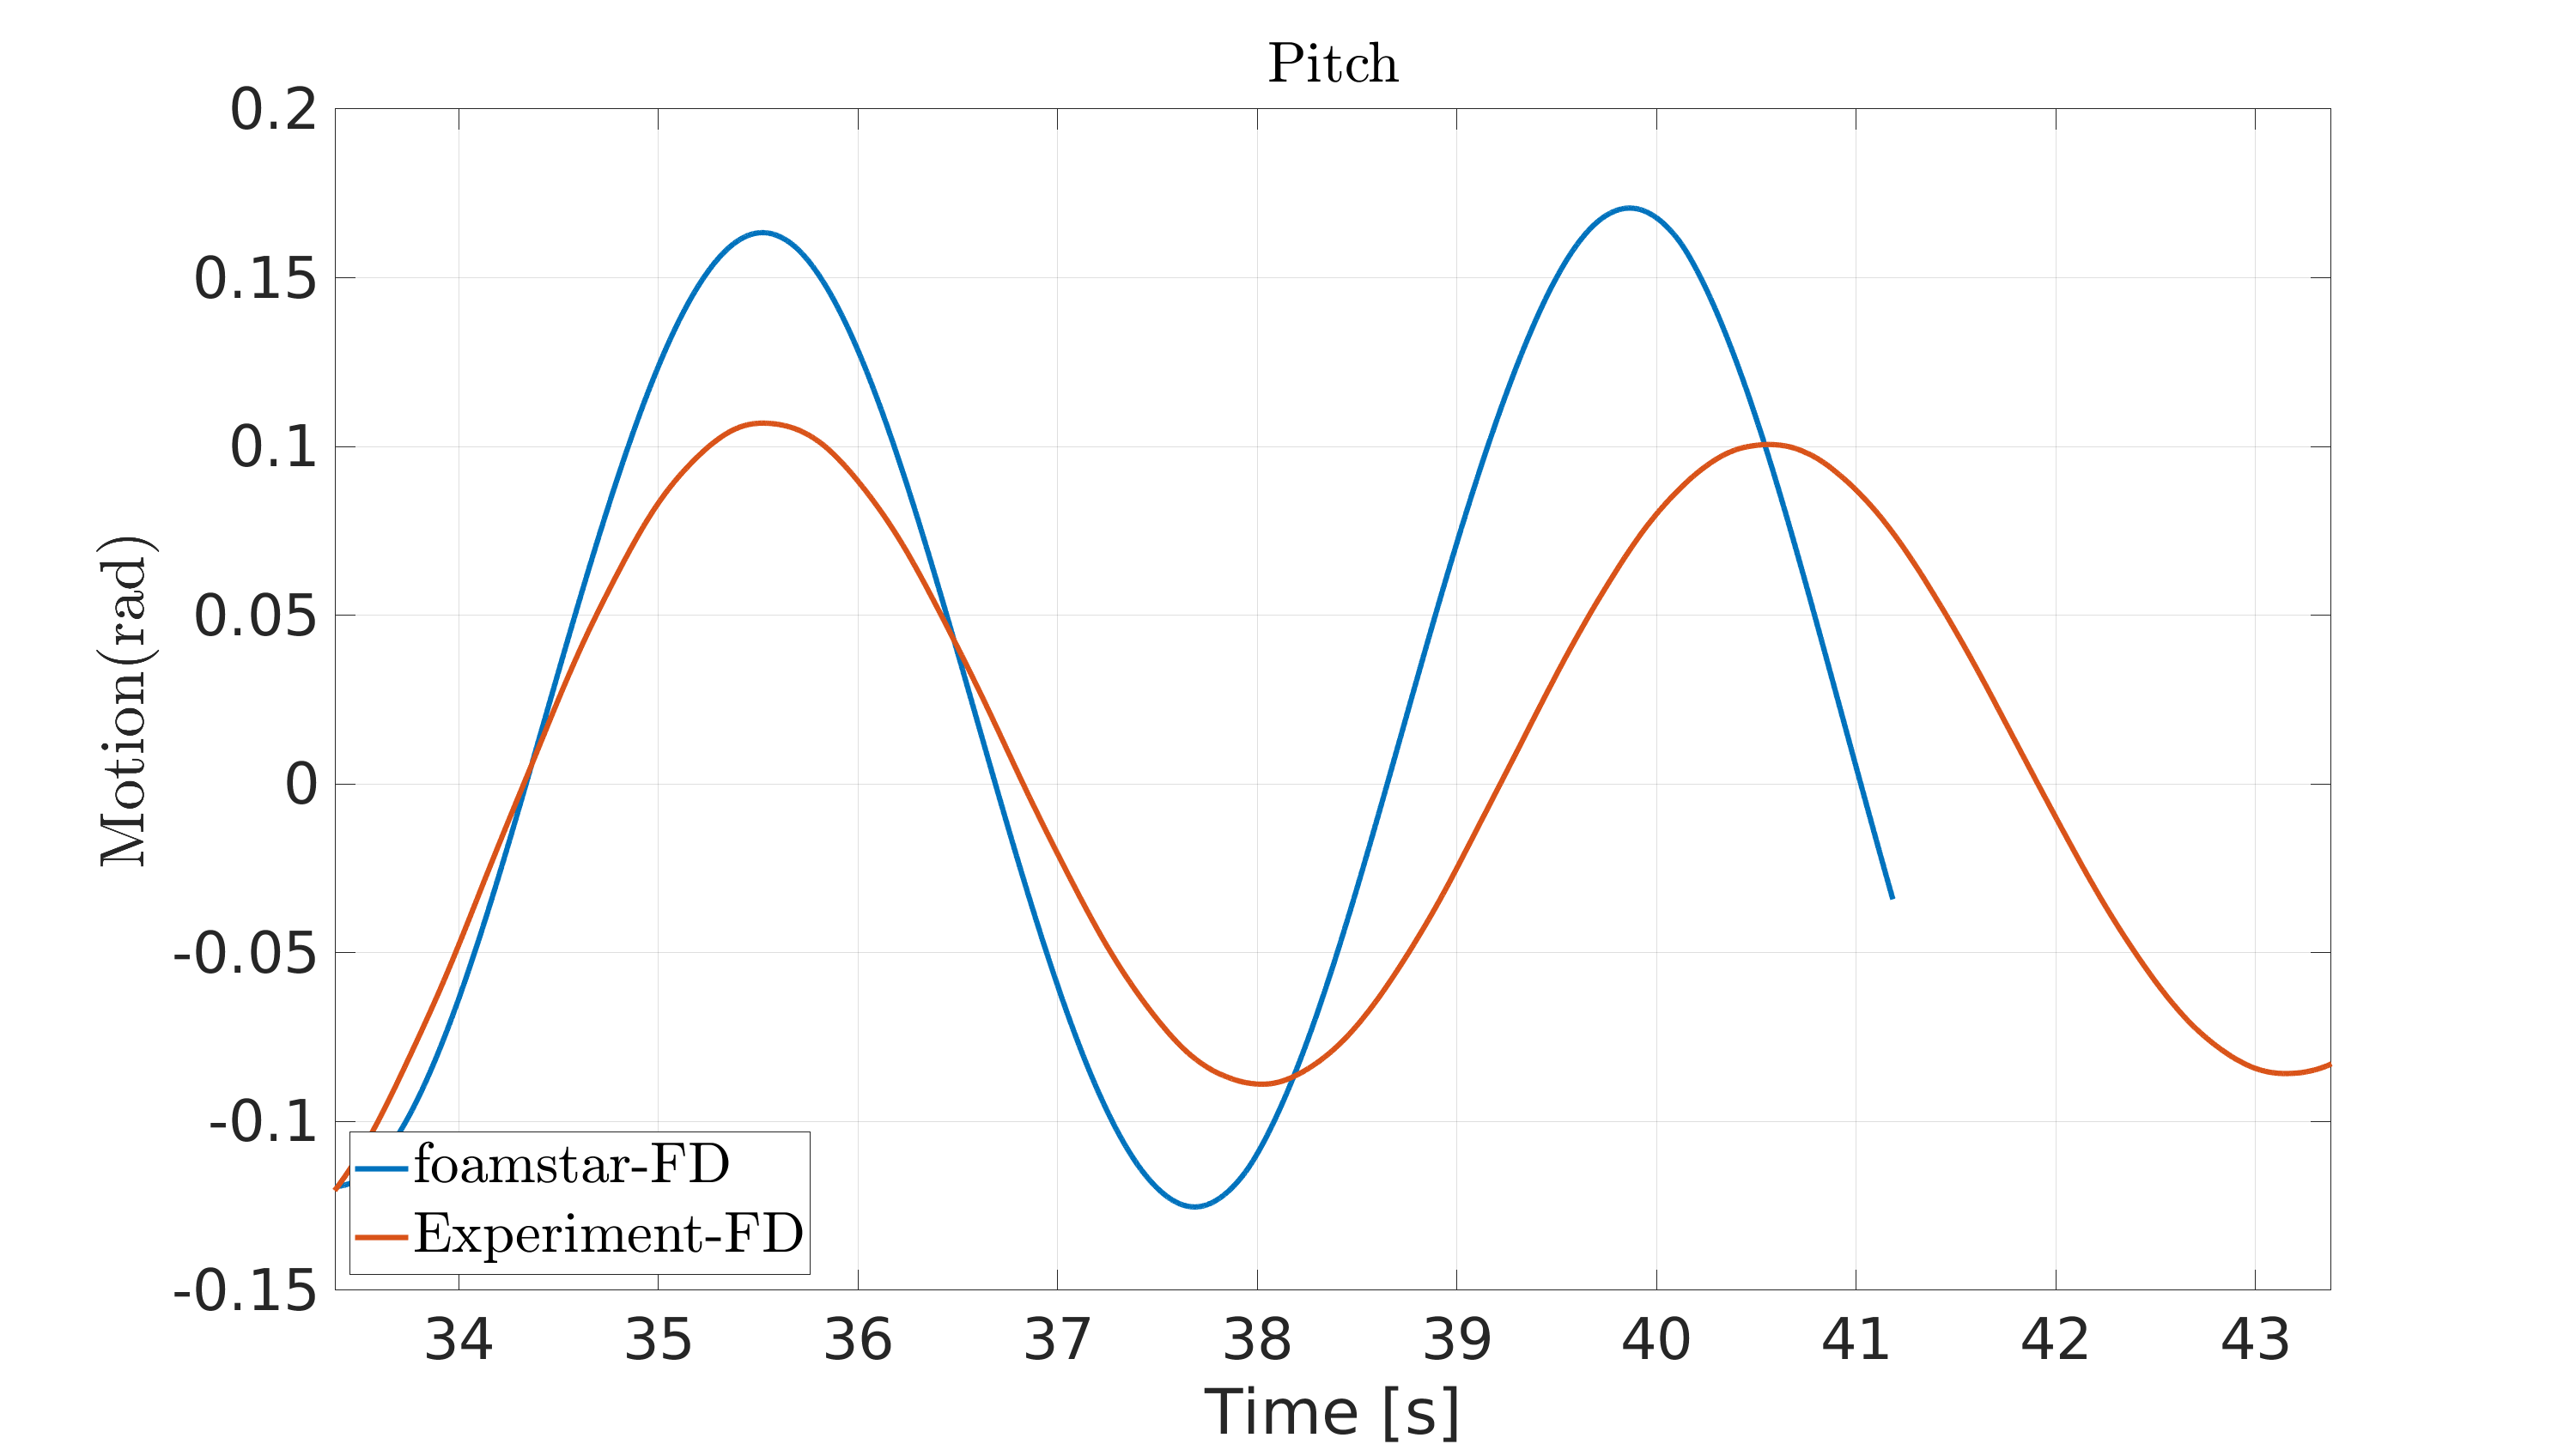 Pitch
0.2
0.15
0.1
0.05
0
-0.05
-0.1
-0.15
Motion(rad)
foamstar-FD
Experiment-FD
34 35 36 37 38 39 40 41 42 43
Time [s]